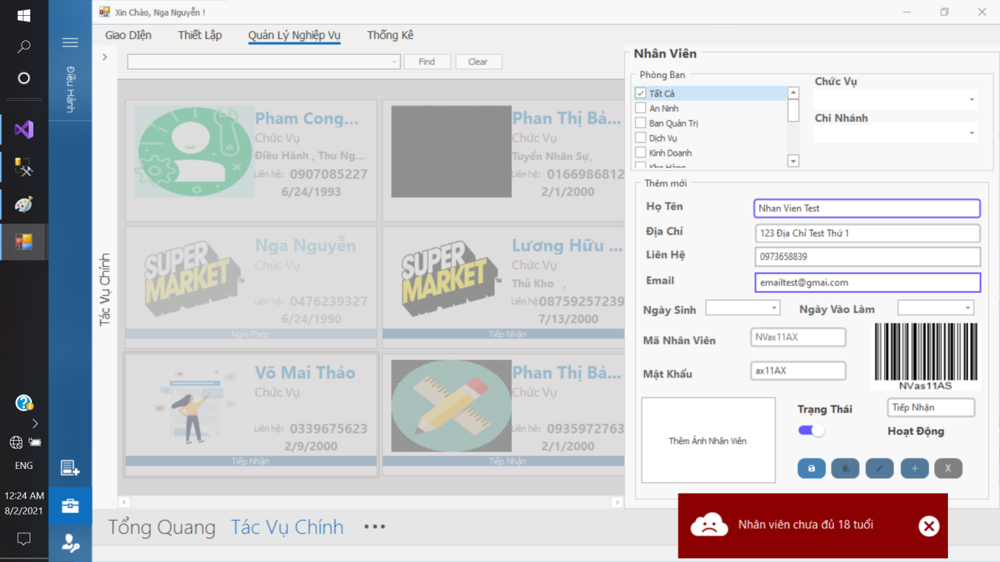 Xin Chào, Nga Nguyễn !
Giao DIện Thiết Lập Quản Lý Nghiệp Vụ Thống Kê
Điều Hành
Find Clear
Tác Vụ Chính
Pham Cong...
Chức Vụ
Điều Hành , Thu Ng...
Liên hệ: 0907085227
6/24/1993
Phan Thị Bả...
Chức Vụ
Tuyển Nhân Sự,
Liên hệ: 0166986812
2/1/2000
SUPER MARKET™
Nga Nguyễn
Chức Vụ
Liên hệ: 0476239327
6/24/1990
Nghỉ Phép
SUPER MARKET™
Lương Hữu ...
Chức Vụ
Thủ Kho ,
Liên hệ: 08759257239
7/13/2000
Tiếp Nhận
Võ Mai Thảo
Chức Vụ
Liên hệ: 0339675623
2/9/2000
Tiếp Nhận
Phan Thị Bả...
Chức Vụ
Liên hệ: 0935972763
2/1/2000
Tiếp Nhận
Tổng Quang Tác Vụ Chính •••
Nhân Viên
Phòng Ban
Tất Cả
An Ninh
Ban Quản Trị
Dịch Vụ
Kinh Doanh
Kho Hàng
Chức Vụ
Chi Nhánh
Thêm mới
Họ Tên Nhan Vien Test
Địa Chỉ 123 Địa Chỉ Test Thứ 1
Liên Hệ 0973658839
Email emailtest@gmai.com
Ngày Sinh Ngày Vào Làm
Mã Nhân Viên NVax11AX
Mật Khẩu ax11AX
NVas11AS
Thêm Ảnh Nhân Viên
Trạng Thái Tiếp Nhận
Hoạt Động
X
Nhân viên chưa đủ 18 tuổi
ENG
12:24 AM
8/2/2021